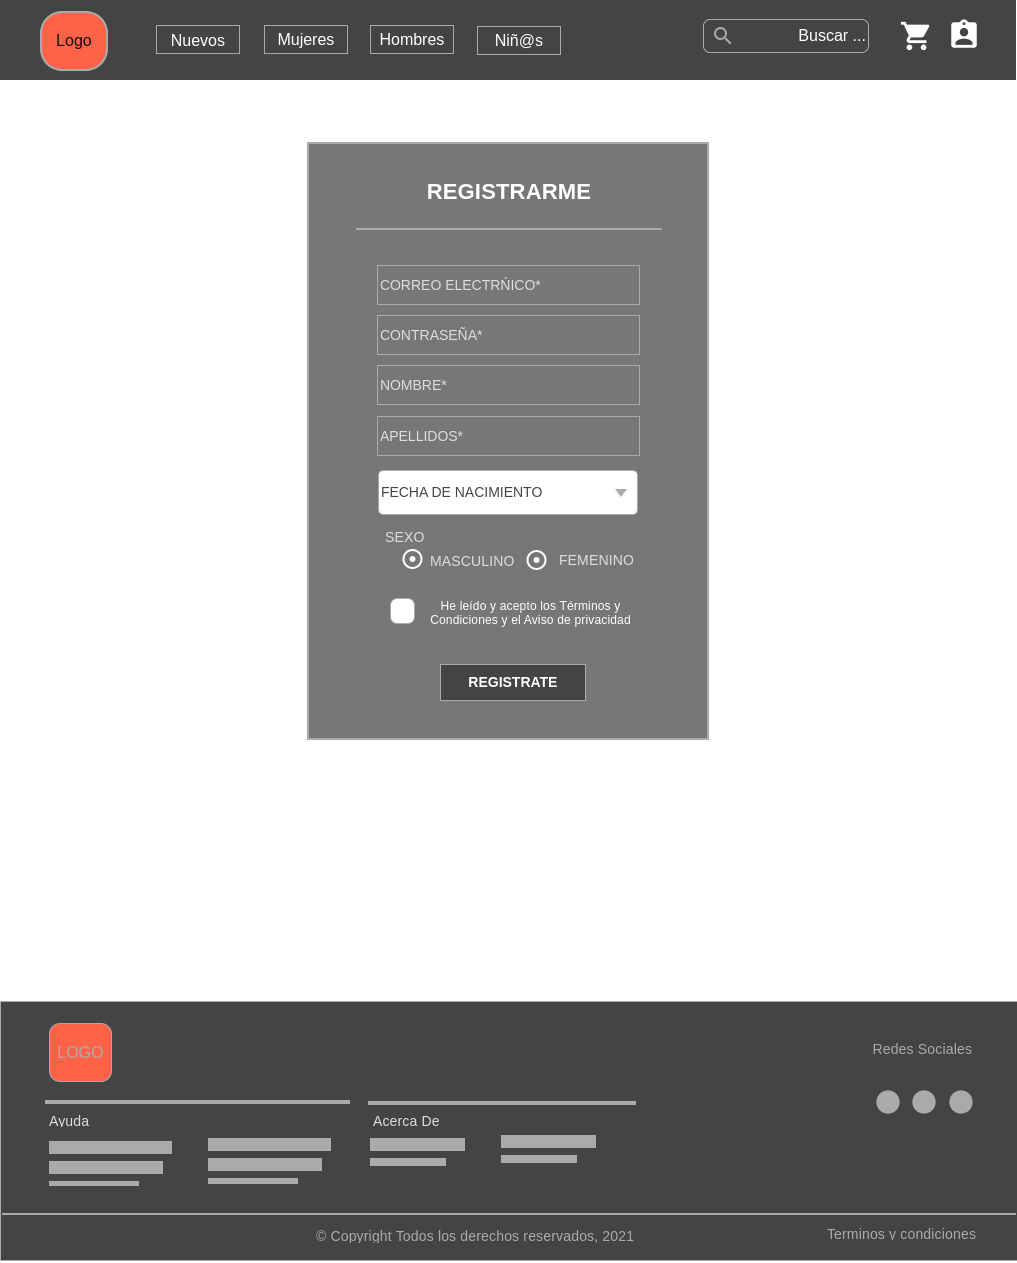 Logo
Nuevos
Mujeres
Hombres
Niñ@s
Buscar ...
REGISTRARME
CORREO ELECTRŃICO*
CONTRASEÑA*
NOMBRE*
APELLIDOS*
FECHA DE NACIMIENTO
SEXO
MASCULINO
FEMENINO
He leído y acepto los Términos y
Condiciones y el Aviso de privacidad
REGISTRATE
LOGO
Redes Sociales
Ayuda
Acerca De
© Copyright Todos los derechos reservados, 2021
Terminos y condiciones